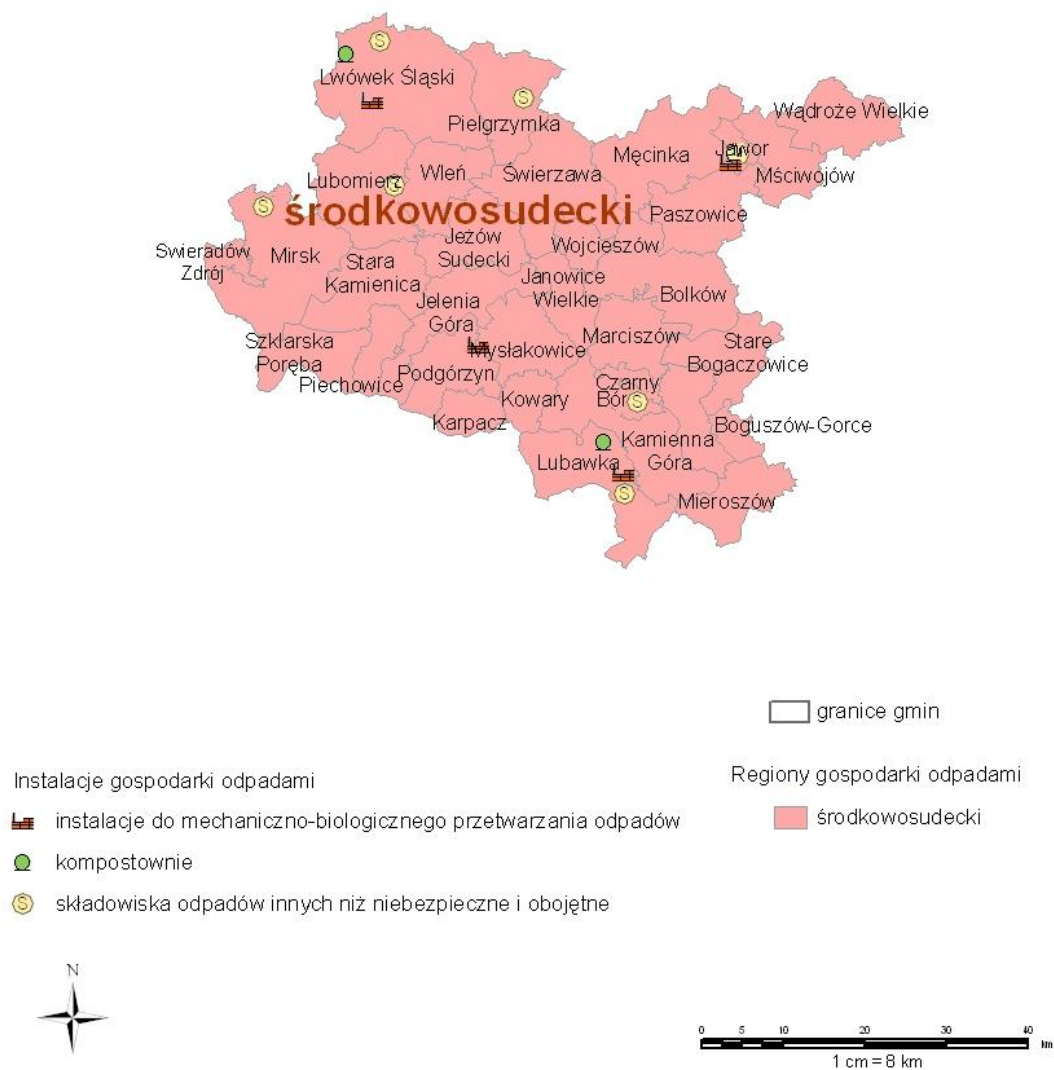 S
Lwówek Śląski
S
Pielgrzymka
Wądroże Wielkie
Jawor
S
Męcinka
Mściwojów
Wleń
Świerzawa
Lubomierz
S
S
środkowosudecki
Paszowice
Świeradów
Zdrój
Mirsk
Stara
Kamienica
Jeżów
Sudecki
Wojcieszów
Janowice
Wielkie
Bolków
Jelenia
Góra
Marciszów
Szklarska
Poręba
Mysłakowice
Stare
Bogaczowice
Piechowice
Podgórzyn
Czarny
Bór
S
Kowary
Karpacz
Boguszów-Gorce
Kamienna
Góra
Lubawka
S
Mieroszów
granice gmin
Instalacje gospodarki odpadami
Regiony gospodarki odpadami
instalacje do mechaniczno-biologicznego przetwarzania odpadów
środkowosudecki
kompostownie
S składowiska odpadów innych niż niebezpieczne i obojętne
N
0 5 10 20 30 40
km
1 cm = 8 km